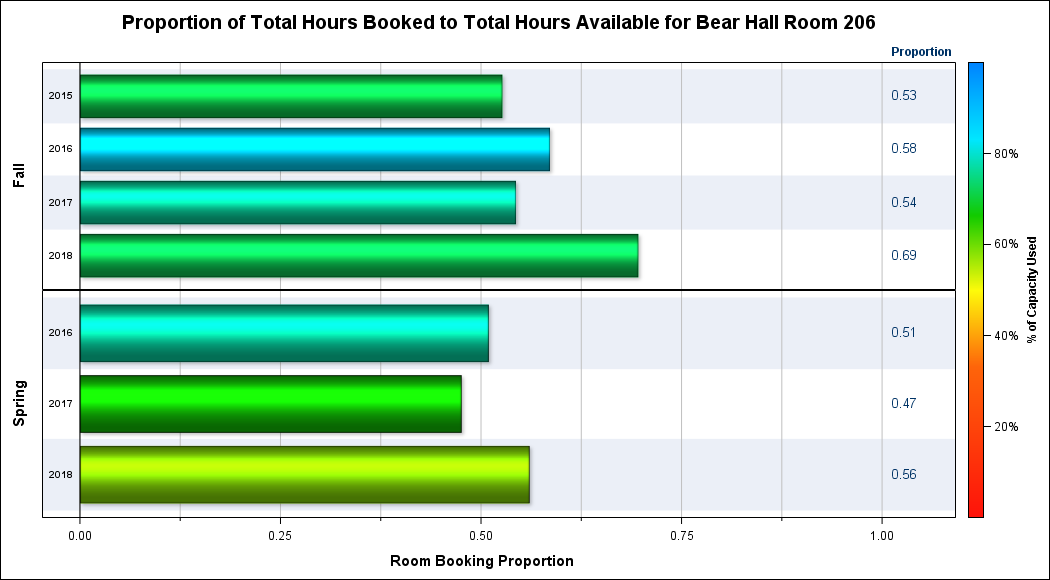 Proportion of Total Hours Booked to Total Hours Available for Bear Hall Room 206
Proportion
Fall
2015 0.53
2016 0.58
2017 0.54
2018 0.69
Spring
2016 0.51
2017 0.47
2018 0.56
0.00 0.25 0.50 0.75 1.00
Room Booking Proportion
80%
60%
40%
20%
% of Capacity Used